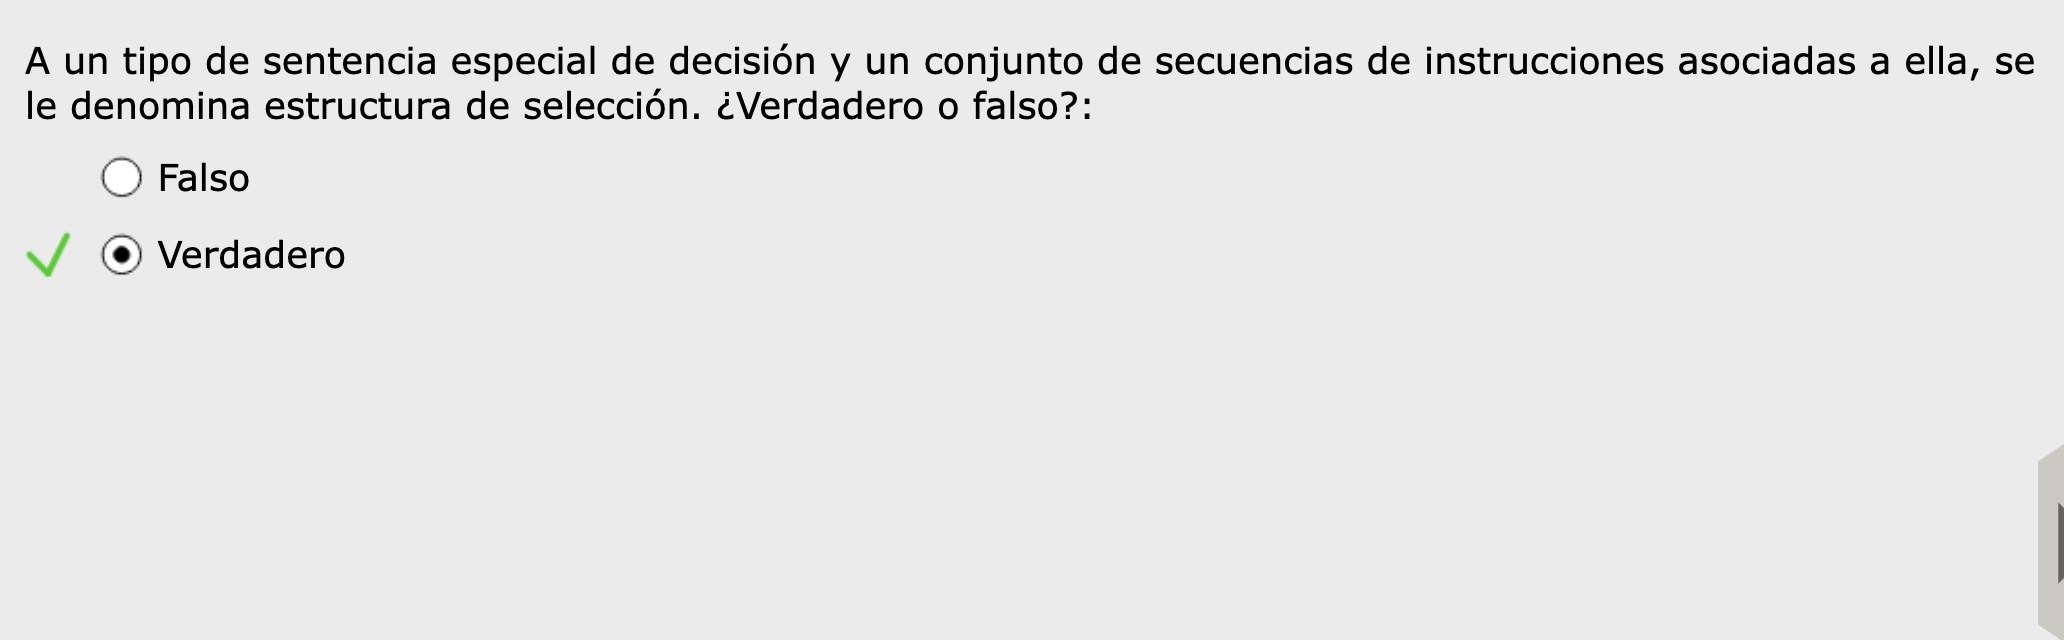 A un tipo de sentencia especial de decisión y un conjunto de secuencias de instrucciones asociadas a ella, se
le denomina estructura de selección. ¿Verdadero o falso?:
Falso
Verdadero